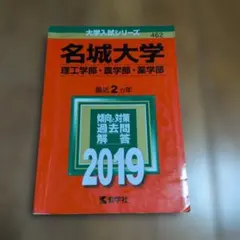 大学入試シリーズ
462
名城大学
理工学部・農学部・薬学部
最近2カ年
傾向と対策
過去問
解答
2019
教学社